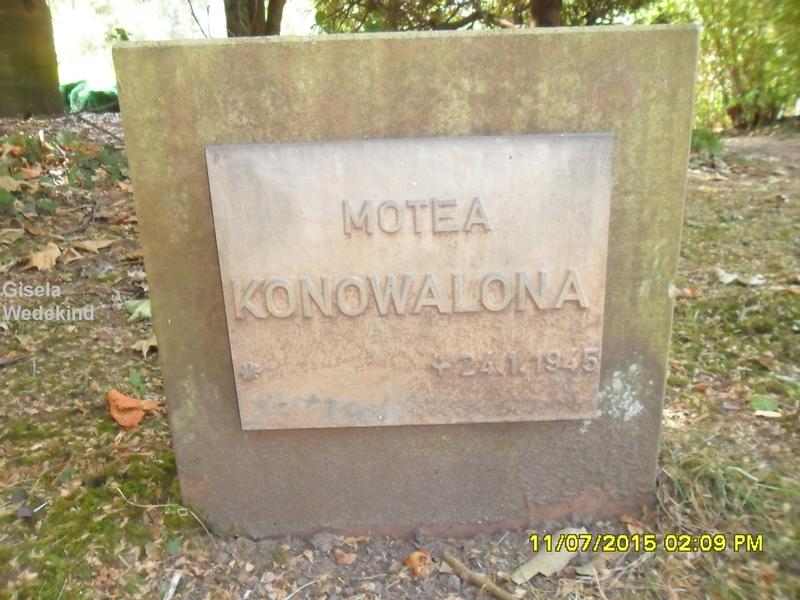 MOTEA
KONOWALONA
* + 24.1.1945
Gisela
Wedekind
11/07/2015 02:09 PM